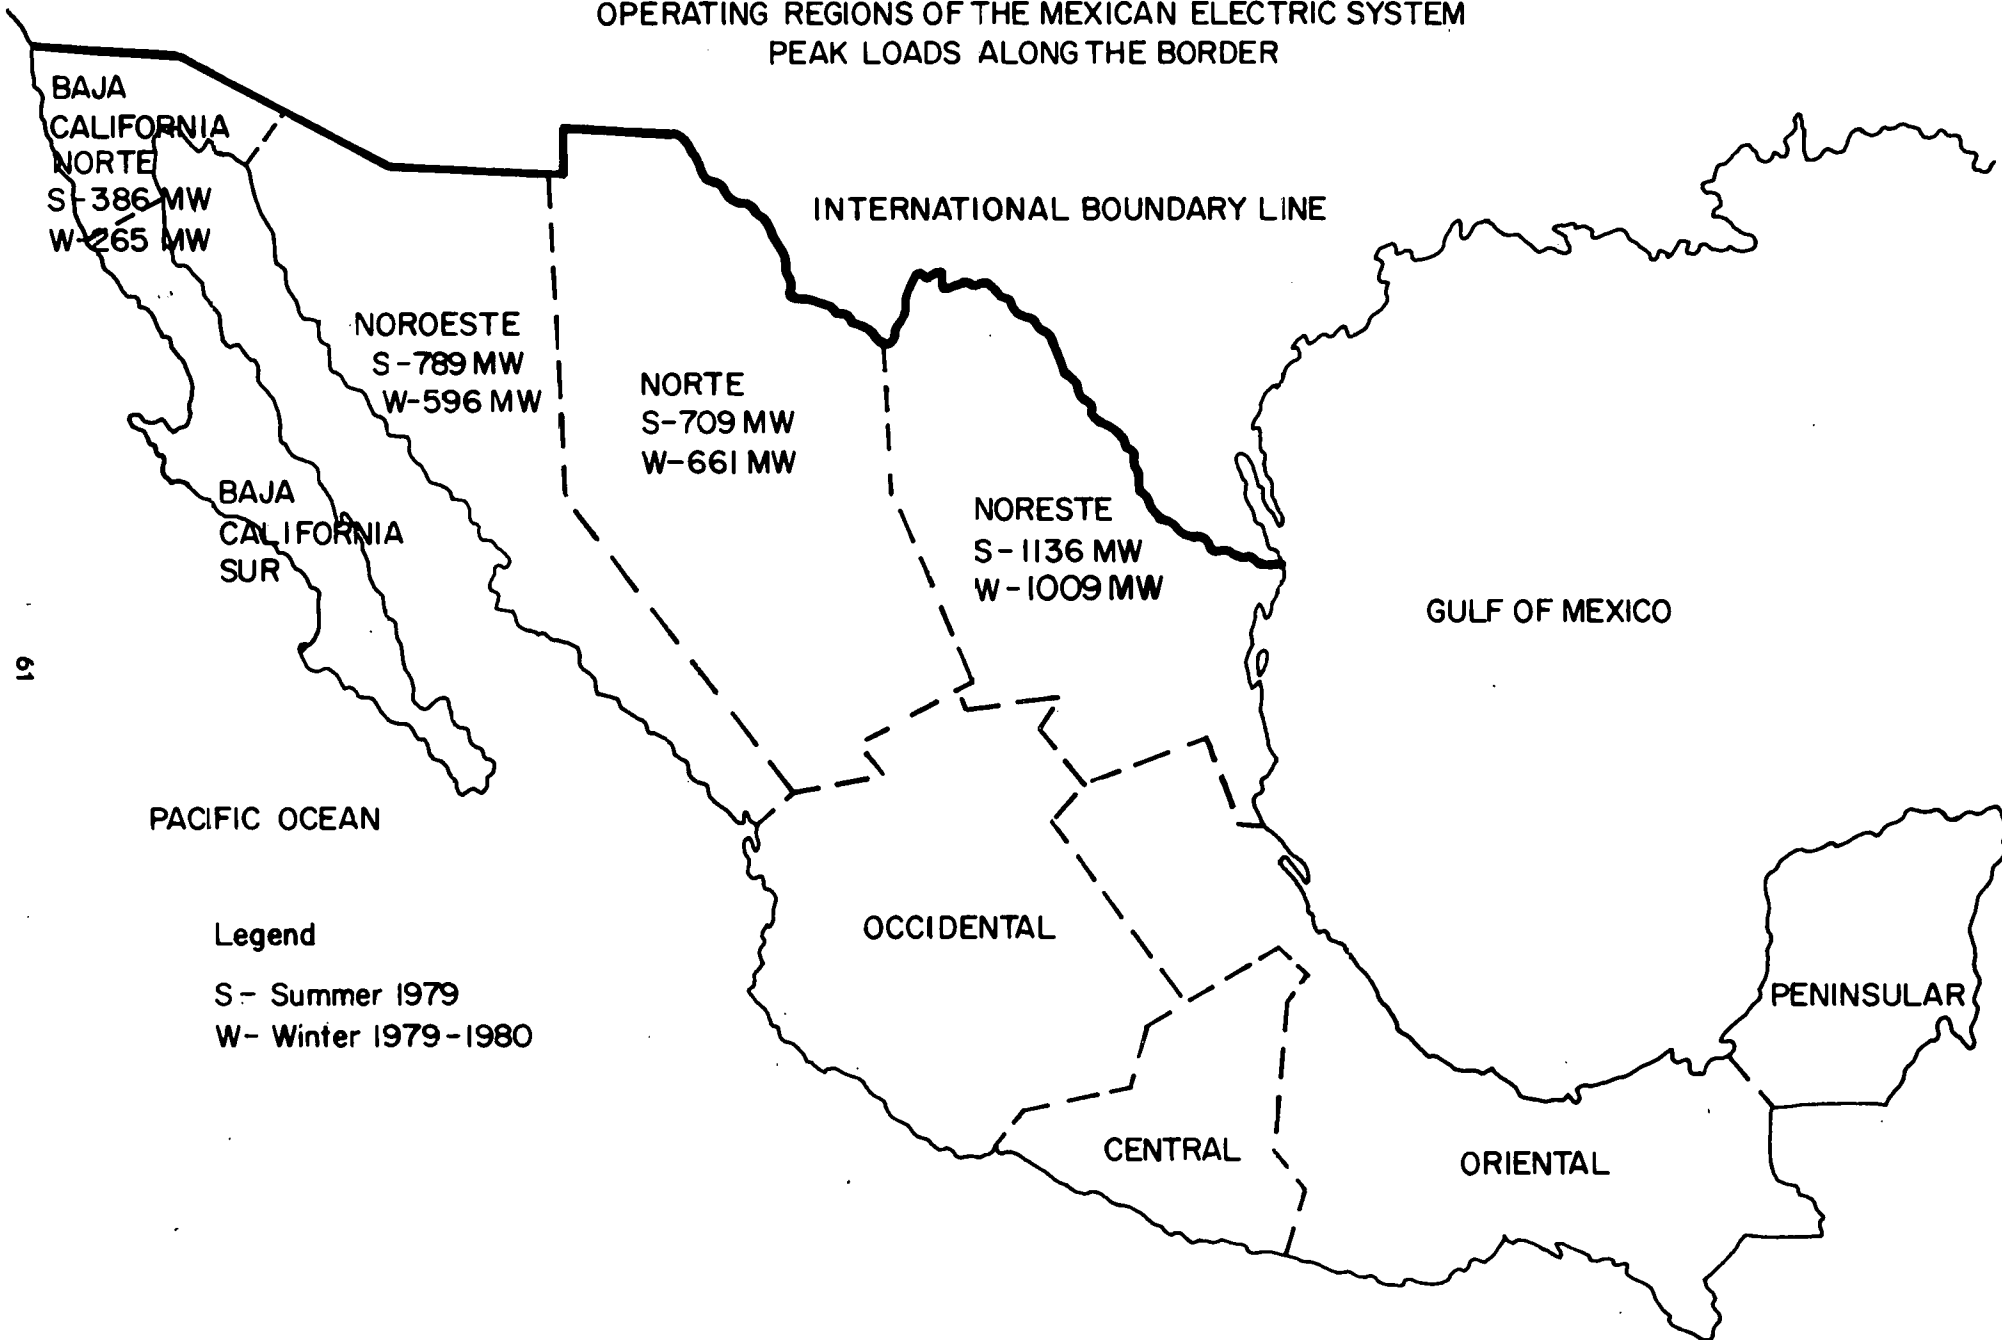 OPERATING REGIONS OF THE MEXICAN ELECTRIC SYSTEM
PEAK LOADS ALONG THE BORDER
BAJA
CALIFORNIA
NORTE
S-386 MW
W-265 MW
INTERNATIONAL BOUNDARY LINE
NOROESTE
S-789 MW
W-596 MW
NORTE
S-709 MW
W-661 MW
NORESTE
S-1136 MW
W-1009 MW
BAJA
CALIFORNIA
SUR
GULF OF MEXICO
PACIFIC OCEAN
OCCIDENTAL
PENINSULAR
CENTRAL
ORIENTAL
Legend
S- Summer 1979
W- Winter 1979-1980
61